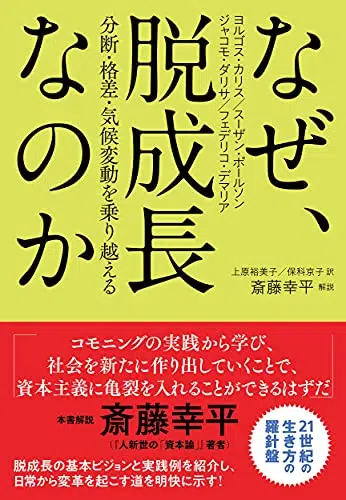 なぜ、
脱成長
なのか
分断・格差・気候変動を乗り越える
ヨルゴス・カリス／スーザン・ポールソン
ジャコモ・ダリサ／フェデリコ・デマリア
上原裕美子／保科京子 訳
斎藤幸平 解説
「コモニングの実践から学び、
社会を新たに作り出していくことで、
資本主義に亀裂を入れることができるはずだ」
本書解説 斎藤幸平
（『人新世の「資本論」』著者）
21世紀の
生き方の
羅針盤
脱成長の基本ビジョンと実践例を紹介し、
日常から変革を起こす道を明快に示す!